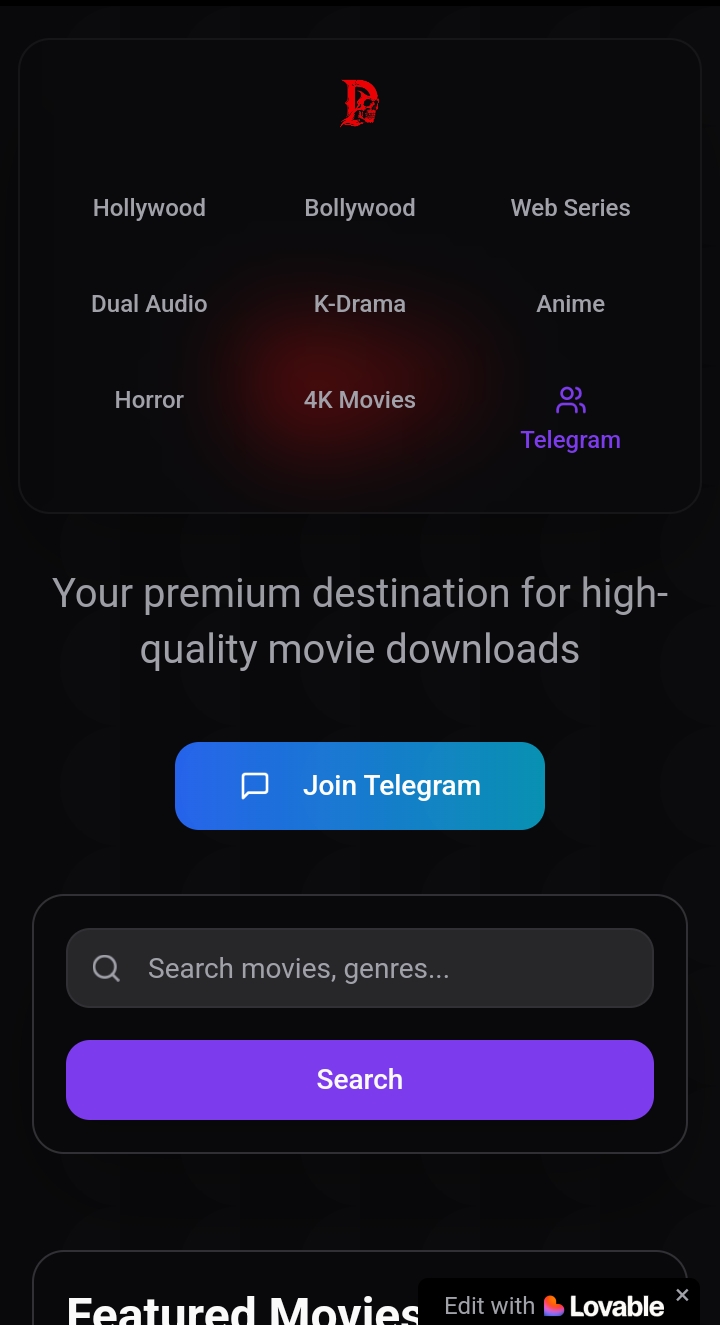 Hollywood
Bollywood
Web Series
Dual Audio
K-Drama
Anime
Horror
4K Movies
Telegram
Your premium destination for high-
quality movie downloads
Join Telegram
Search movies, genres...
Search
Featured Movies
Edit with Lovable